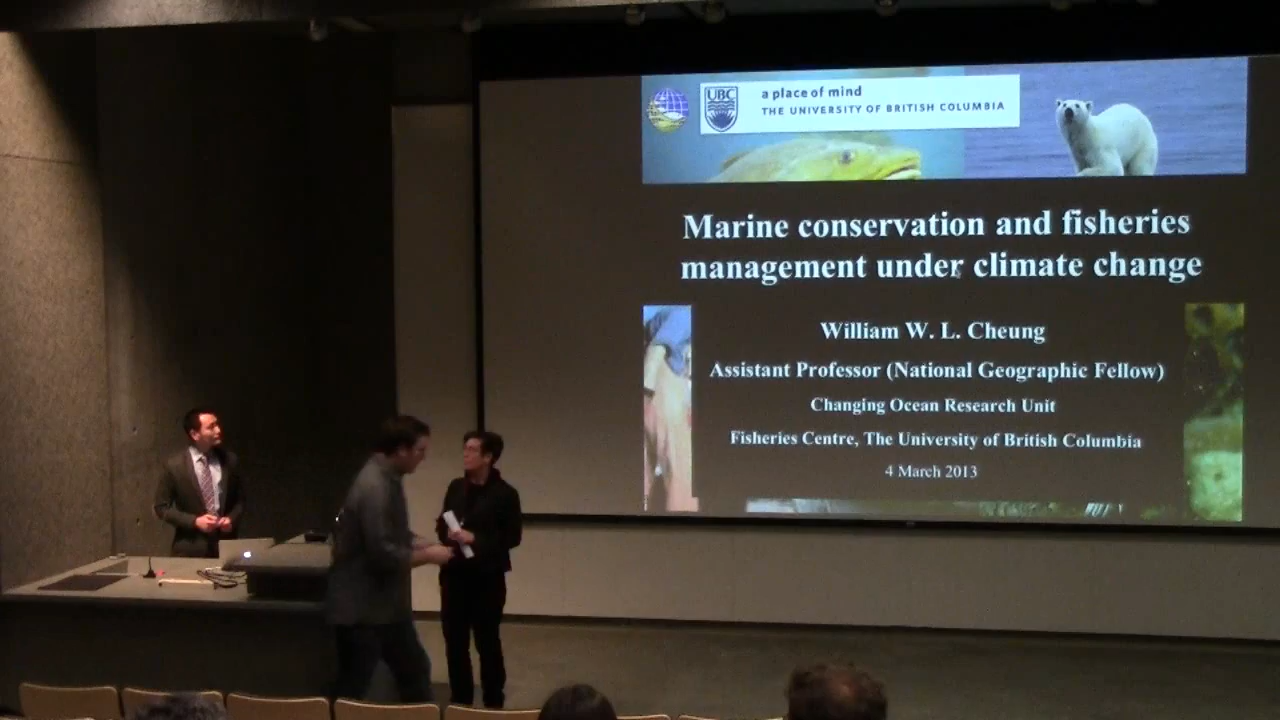 UBC
a place of mind
THE UNIVERSITY OF BRITISH COLUMBIA
Marine conservation and fisheries
management under climate change
William W. L. Cheung
Assistant Professor (National Geographic Fellow)
Changing Ocean Research Unit
Fisheries Centre, The University of British Columbia
4 March 2013